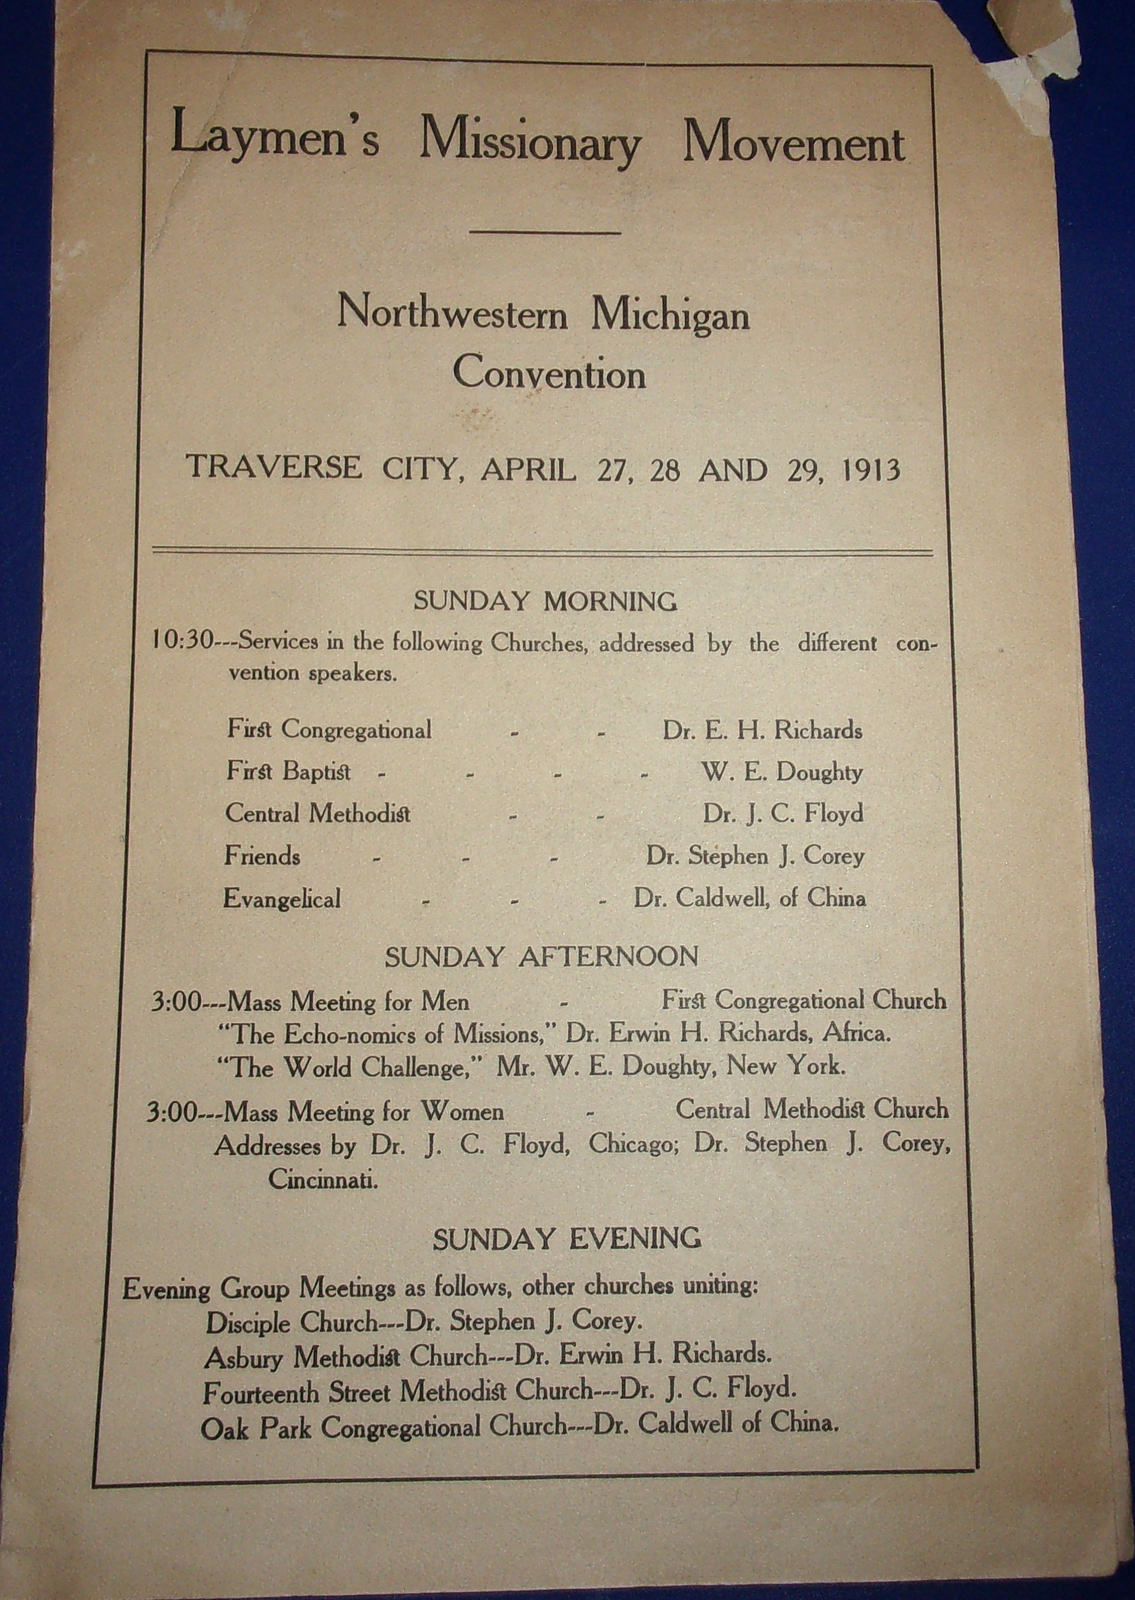 Laymen's Missionary Movement
Northwestern Michigan
Convention
TRAVERSE CITY, APRIL 27, 28 AND 29, 1913
SUNDAY MORNING
10:30---Services in the following Churches, addressed by the different con-
vention speakers.
First Congregational - - Dr. E. H. Richards
First Baptist - - - - W. E. Doughty
Central Methodist - - Dr. J. C. Floyd
Friends - - - Dr. Stephen J. Corey
Evangelical - - - Dr. Caldwell, of China
SUNDAY AFTERNOON
3:00---Mass Meeting for Men - First Congregational Church
"The Echo-nomics of Missions," Dr. Erwin H. Richards, Africa.
"The World Challenge," Mr. W. E. Doughty, New York.
3:00---Mass Meeting for Women - Central Methodist Church
Addresses by Dr. J. C. Floyd, Chicago; Dr. Stephen J. Corey,
Cincinnati.
SUNDAY EVENING
Evening Group Meetings as follows, other churches uniting:
Disciple Church---Dr. Stephen J. Corey.
Asbury Methodist Church---Dr. Erwin H. Richards.
Fourteenth Street Methodist Church---Dr. J. C. Floyd.
Oak Park Congregational Church---Dr. Caldwell of China.